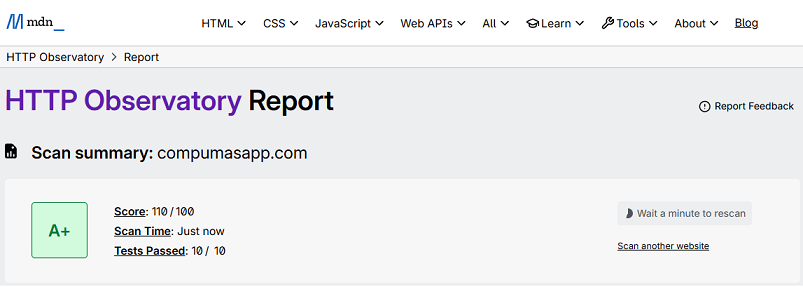 mdn_ HTML CSS JavaScript Web APIs All Learn Tools About Blog
HTTP Observatory > Report
HTTP Observatory Report
Report Feedback
Scan summary: compumasapp.com
A+
Score: 110 / 100
Scan Time: Just now
Tests Passed: 10 / 10
Wait a minute to rescan
Scan another website